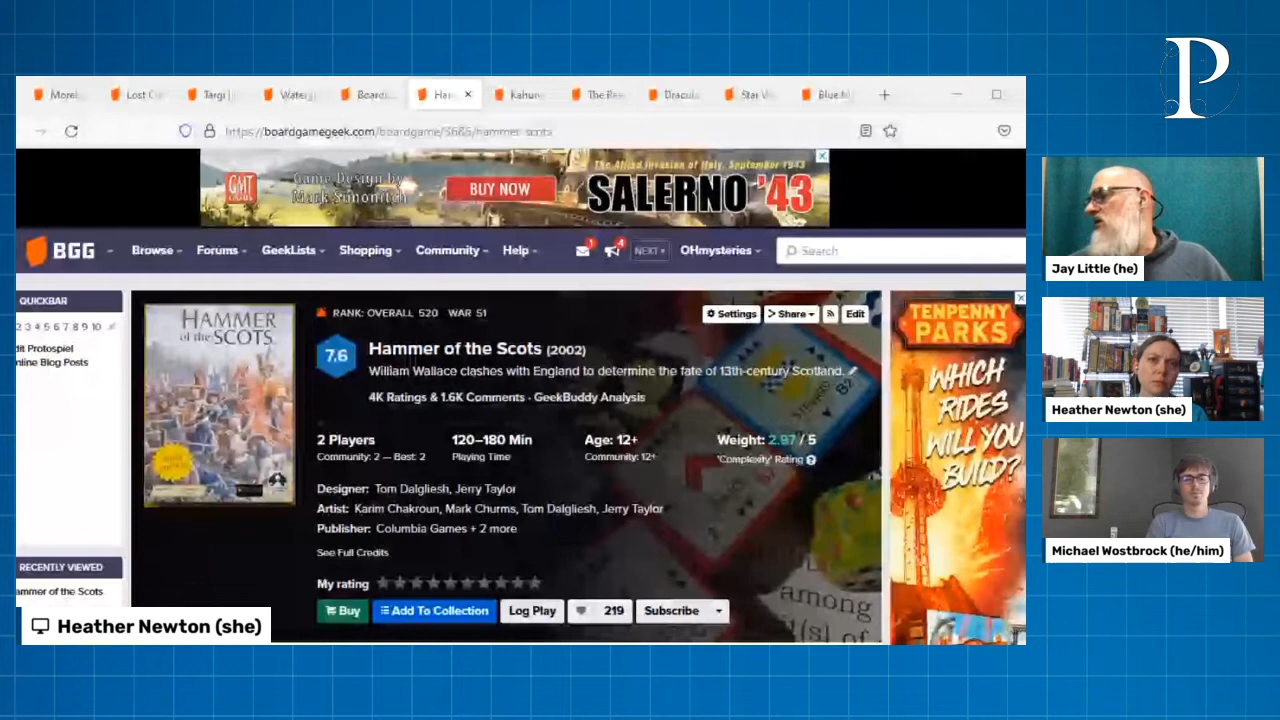 P
Morel
Lost C
Targi |
Waterg
Board
Har
×
Kahun
The Res
Dracula
Star W
+
https://boardgamegeek.com/boardgame/3685/hammer-scots
GMT
GAMES
Game Design by
Mark Simonitch
BUY NOW
The Allied Invasion of Italy, September 1943
SALERNO '43
BGG
Browse
Forums
GeekLists
Shopping
Community
Help
1
4
NEXT
OHmysteries
Search
QUICKBAR
2 3 4 5 6 7 8 9 10
dit Protospiel
nline Blog Posts
RECENTLY VIEWED
ammer of the Scots
HAMMER
of the SCOTS
RANK: OVERALL 520 WAR 51
Settings
Share
Edit
7.6
Hammer of the Scots (2002)
William Wallace clashes with England to determine the fate of 13th-century Scotland.
4K Ratings & 1.6K Comments · GeekBuddy Analysis
2 Players
120–180 Min
Age: 12+
Weight: 2.97 / 5
Community: 2 — Best: 2
Playing Time
Community: 12+
'Complexity' Rating
Designer: Tom Dalgliesh, Jerry Taylor
Artist: Karim Chakroun, Mark Churms, Tom Dalgliesh, Jerry Taylor
Publisher: Columbia Games + 2 more
See Full Credits
My rating
Buy
Add To Collection
Log Play
219
Subscribe
B2
among
(s) of
TENPENNY
PARKS
WHICH
RIDES
WILL YOU
BUILD?
Heather Newton (she)
Jay Little (he)
Heather Newton (she)
Michael Wostbrock (he/him)